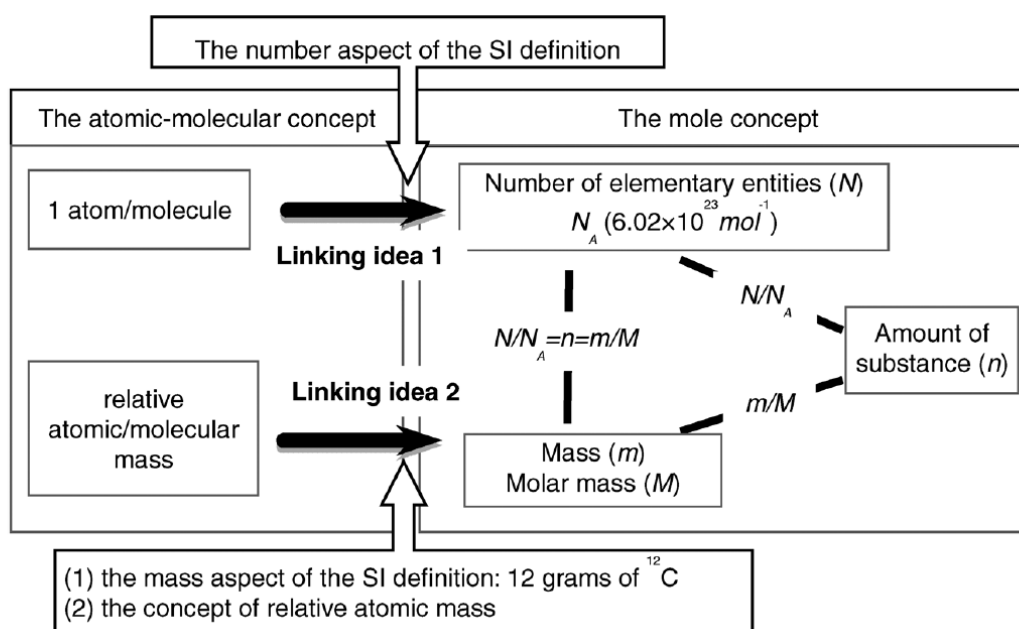 The number aspect of the SI definition
The atomic-molecular concept
The mole concept
1 atom/molecule
Linking idea 1
Number of elementary entities (N)
N_A (6.02×10^23 mol^-1)
N/N_A
N/N_A=n=m/M
Amount of
substance (n)
relative
atomic/molecular
mass
Linking idea 2
m/M
Mass (m)
Molar mass (M)
(1) the mass aspect of the SI definition: 12 grams of ^12C
(2) the concept of relative atomic mass